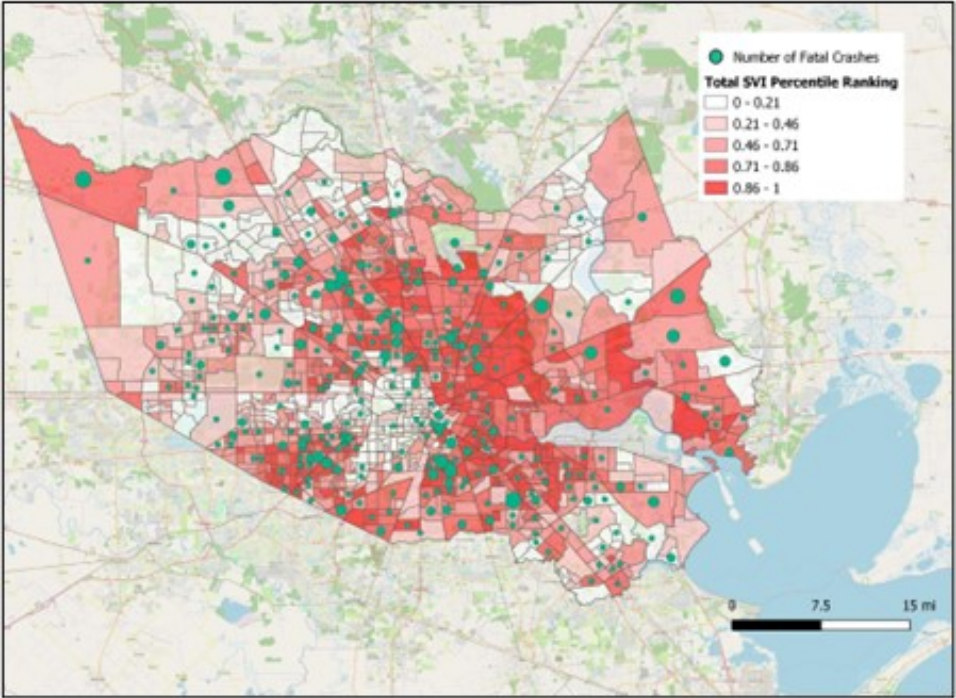 Number of Fatal Crashes
Total SVI Percentile Ranking
0 - 0.21
0.21 - 0.46
0.46 - 0.71
0.71 - 0.86
0.86 - 1
0 7.5 15 mi